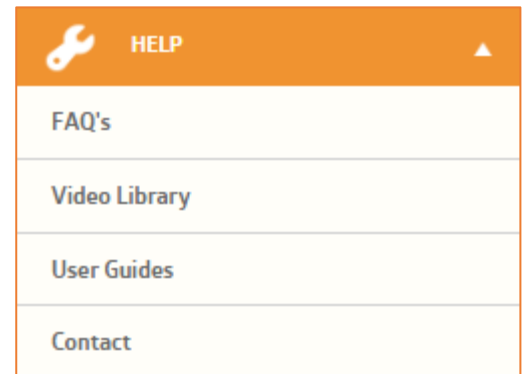 HELP
FAQ's
Video Library
User Guides
Contact